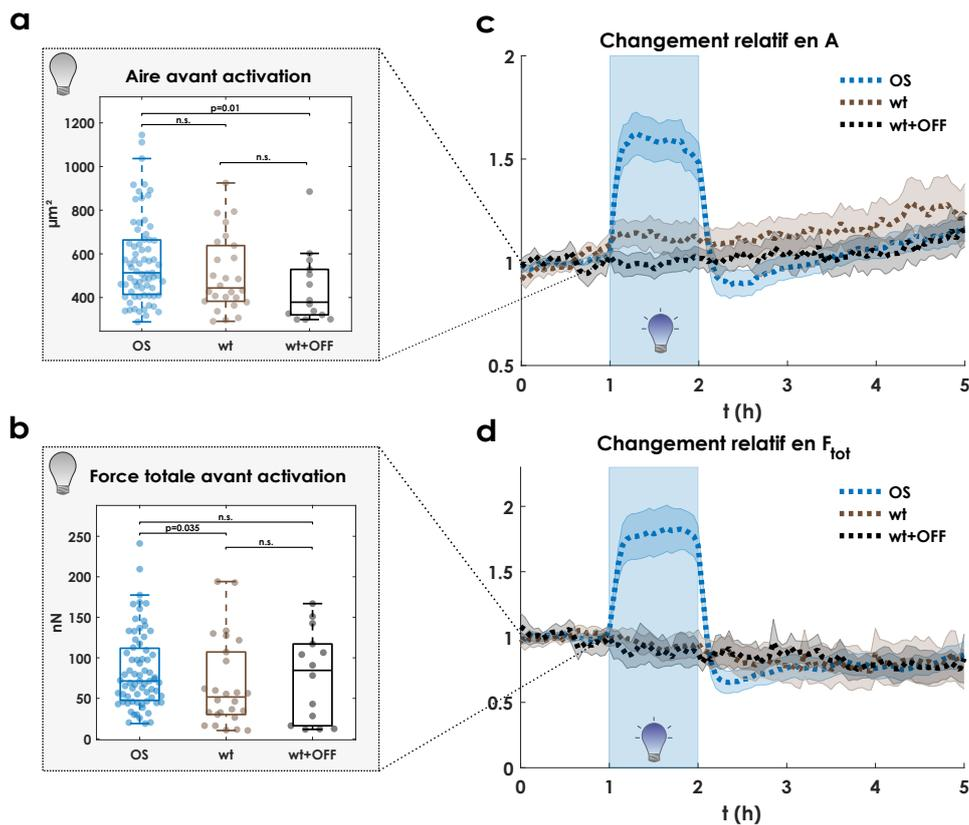 a
Aire avant activation
p=0.01
n.s.
n.s.
1200
1000
800
600
400
μm²
OS wt wt+OFF
c
Changement relatif en A
OS
wt
wt+OFF
2
1.5
1
0.5
0 1 2 3 4 5
t (h)
b
Force totale avant activation
n.s.
p=0.035
n.s.
250
200
150
100
50
0
nN
OS wt wt+OFF
d
Changement relatif en Ftot
OS
wt
wt+OFF
2
1.5
1
0.5
0
0 1 2 3 4 5
t (h)